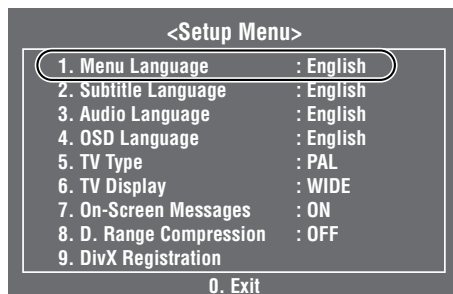 <Setup Menu>
1. Menu Language : English
2. Subtitle Language : English
3. Audio Language : English
4. OSD Language : English
5. TV Type : PAL
6. TV Display : WIDE
7. On-Screen Messages : ON
8. D. Range Compression : OFF
9. DivX Registration
0. Exit